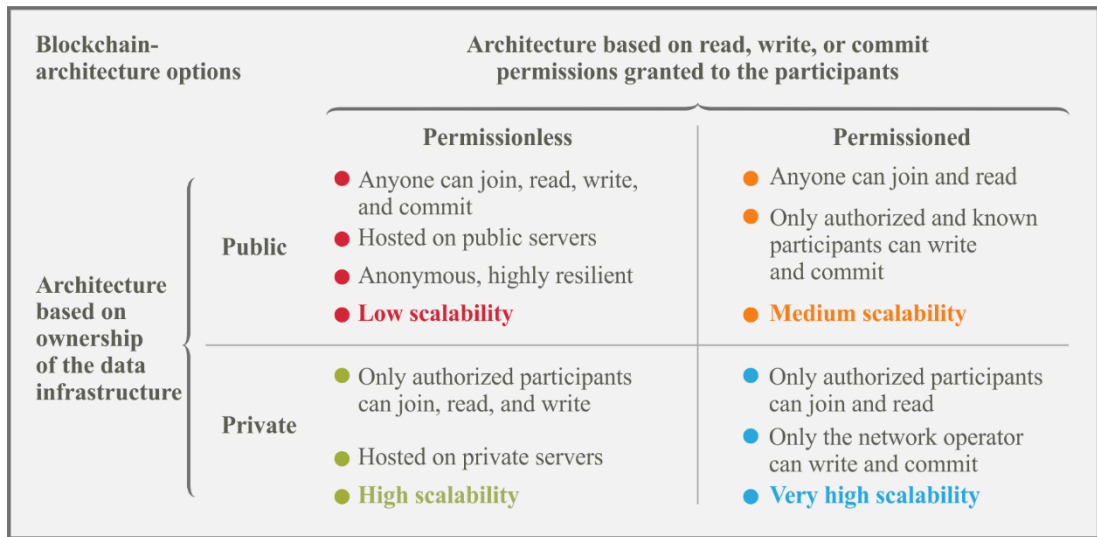 Blockchain-
architecture options
Architecture based on read, write, or commit
permissions granted to the participants
Permissionless
Permissioned
Architecture
based on
ownership
of the data
infrastructure
Public
Anyone can join, read, write,
and commit
Hosted on public servers
Anonymous, highly resilient
Low scalability
Anyone can join and read
Only authorized and known
participants can write
and commit
Medium scalability
Private
Only authorized participants
can join, read, and write
Hosted on private servers
High scalability
Only authorized participants
can join and read
Only the network operator
can write and commit
Very high scalability